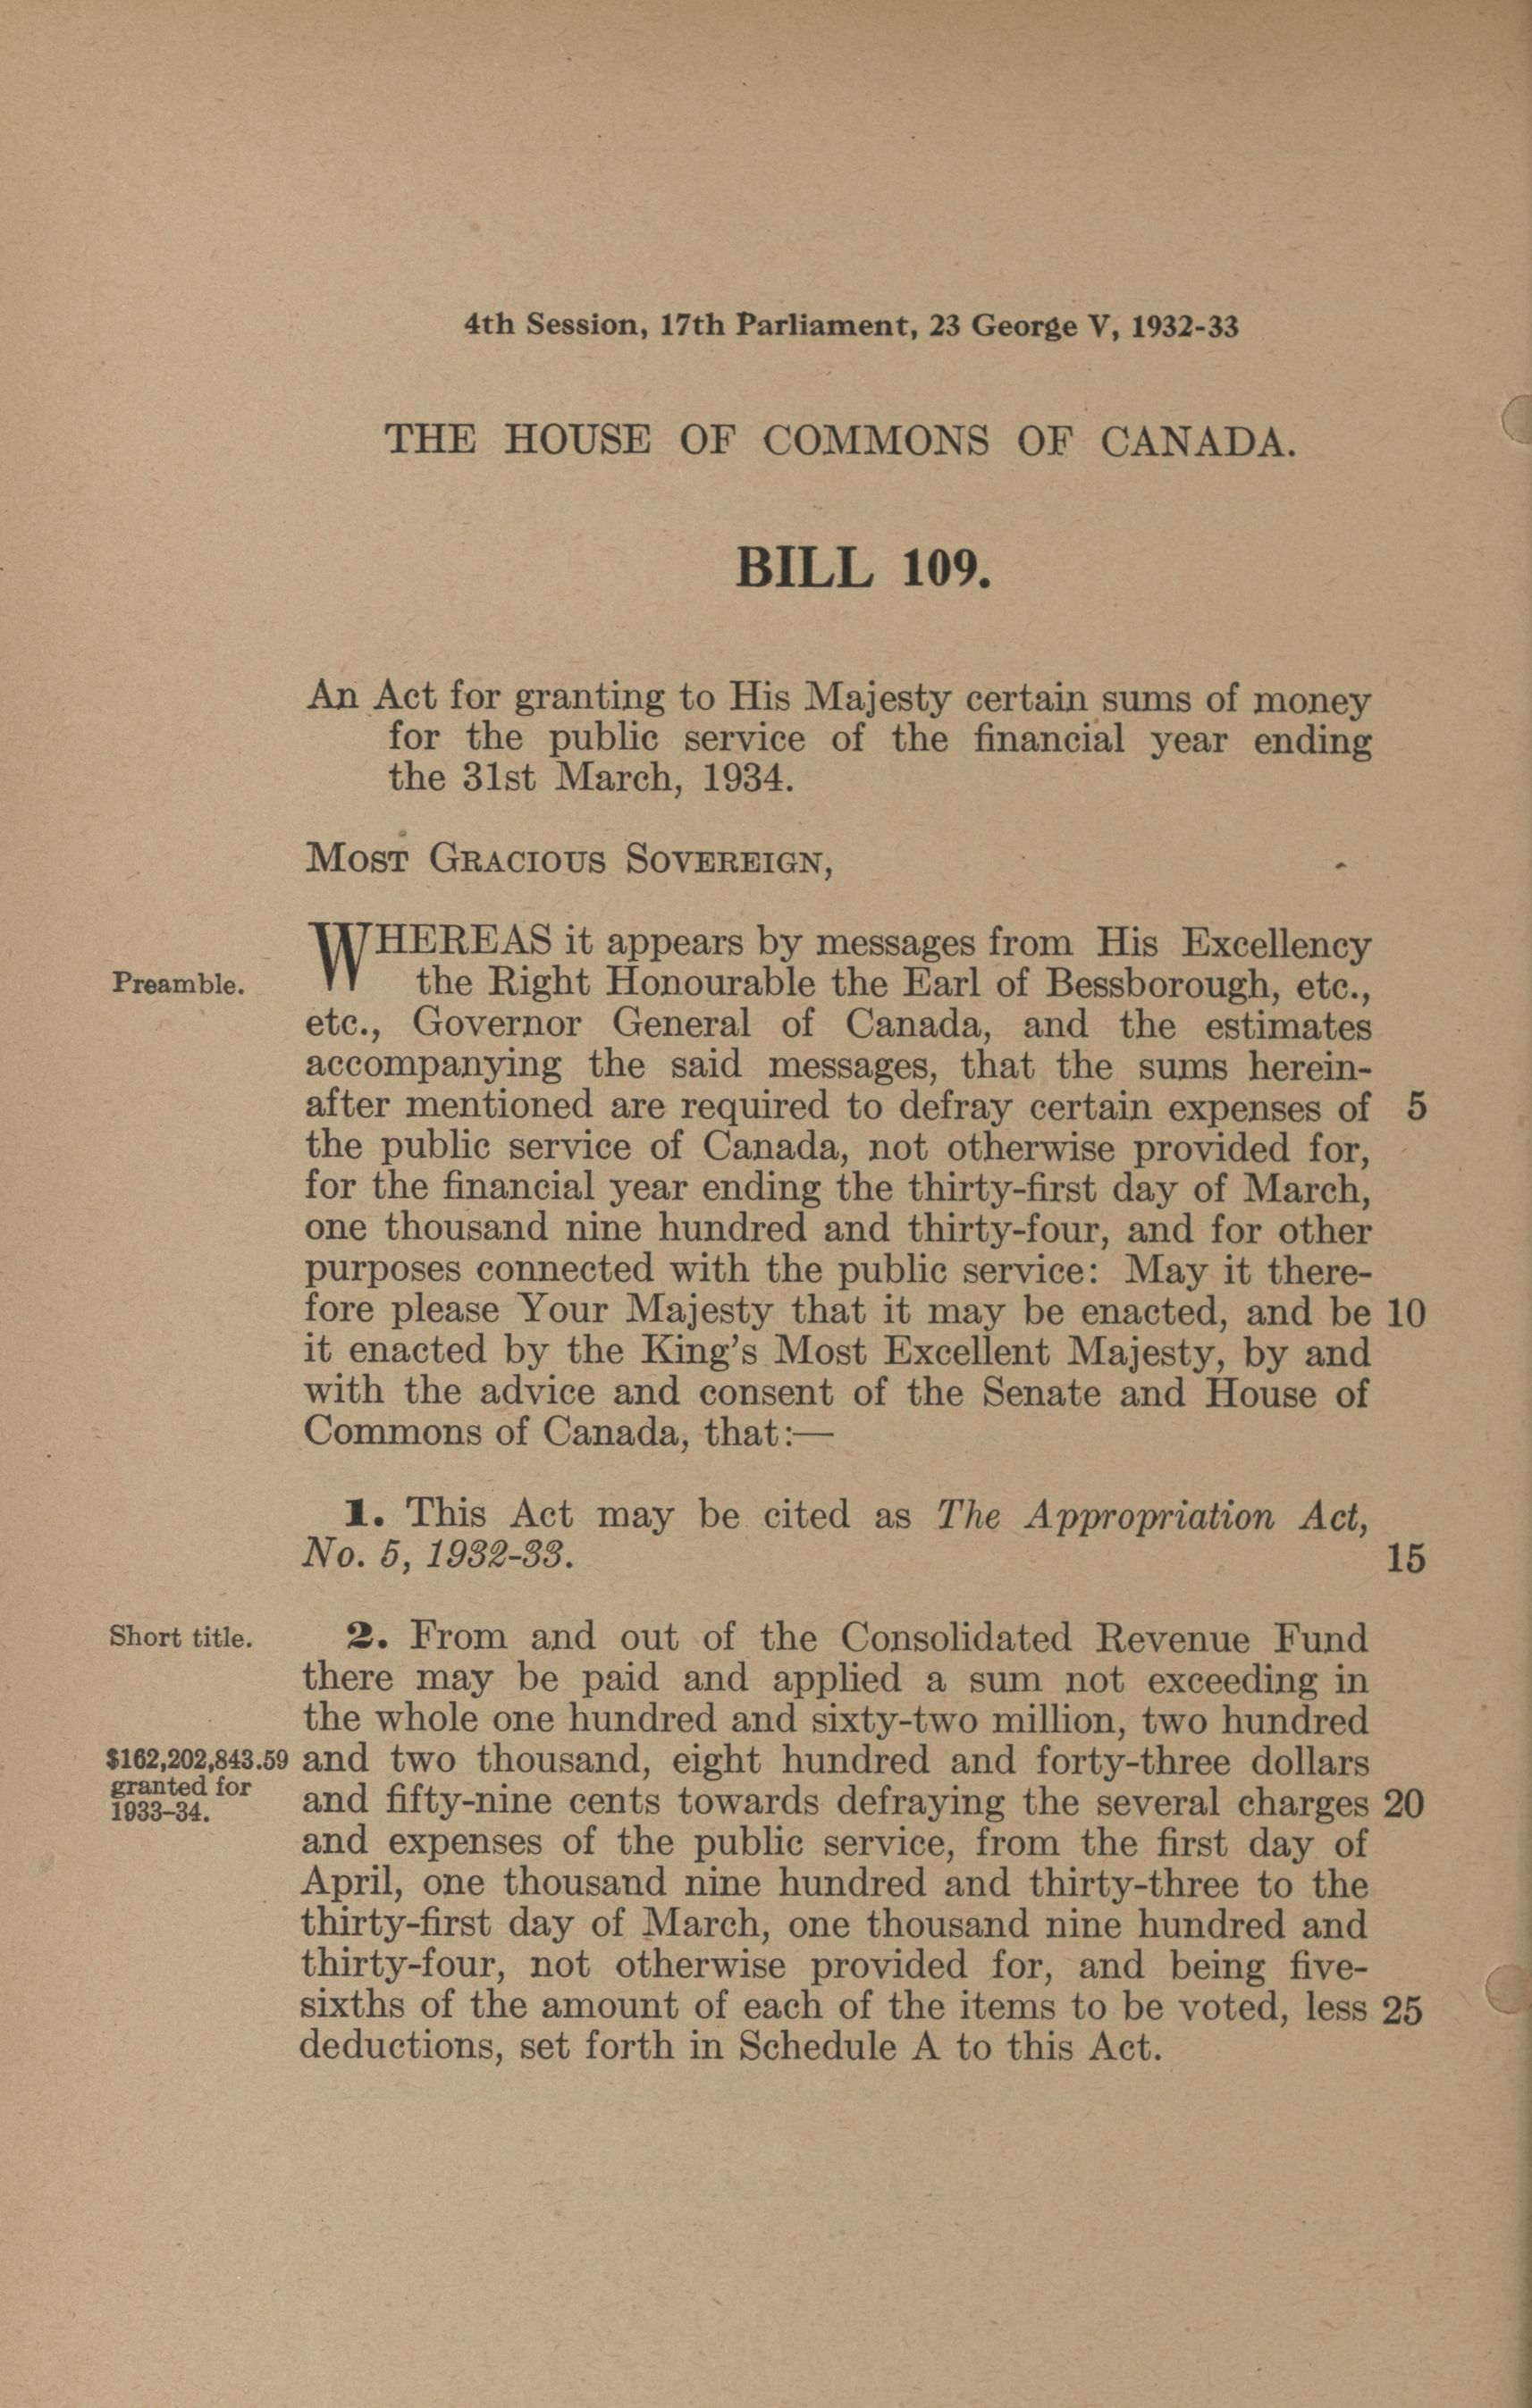 4th Session, 17th Parliament, 23 George V, 1932-33
THE HOUSE OF COMMONS OF CANADA.
BILL 109.
An Act for granting to His Majesty certain sums of money
for the public service of the financial year ending
the 31st March, 1934.
MOST GRACIOUS SOVEREIGN,
Preamble.
WHEREAS it appears by messages from His Excellency
the Right Honourable the Earl of Bessborough, etc.,
etc., Governor General of Canada, and the estimates
accompanying the said messages, that the sums herein-
after mentioned are required to defray certain expenses of 5
the public service of Canada, not otherwise provided for,
for the financial year ending the thirty-first day of March,
one thousand nine hundred and thirty-four, and for other
purposes connected with the public service: May it there-
fore please Your Majesty that it may be enacted, and be 10
it enacted by the King's Most Excellent Majesty, by and
with the advice and consent of the Senate and House of
Commons of Canada, that:—
1. This Act may be cited as The Appropriation Act,
No. 5, 1932-33. 15
Short title.
2. From and out of the Consolidated Revenue Fund
there may be paid and applied a sum not exceeding in
the whole one hundred and sixty-two million, two hundred
$162,202,843.59
granted for
1933-34.
and two thousand, eight hundred and forty-three dollars
and fifty-nine cents towards defraying the several charges 20
and expenses of the public service, from the first day of
April, one thousand nine hundred and thirty-three to the
thirty-first day of March, one thousand nine hundred and
thirty-four, not otherwise provided for, and being five-
sixths of the amount of each of the items to be voted, less 25
deductions, set forth in Schedule A to this Act.